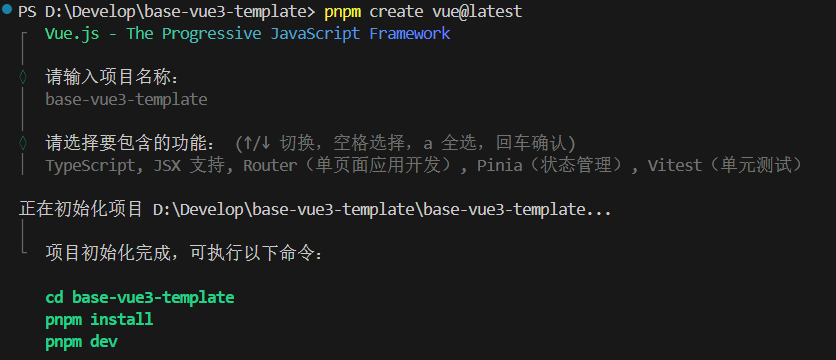 PS D:\Develop\base-vue3-template> pnpm create vue@latest
Vue.js - The Progressive JavaScript Framework
请输入项目名称：
base-vue3-template
请选择要包含的功能： (↑/↓ 切换，空格选择，a 全选，回车确认)
TypeScript, JSX 支持, Router（单页面应用开发）, Pinia（状态管理）, Vitest（单元测试）
正在初始化项目 D:\Develop\base-vue3-template\base-vue3-template...
项目初始化完成，可执行以下命令：
cd base-vue3-template
pnpm install
pnpm dev